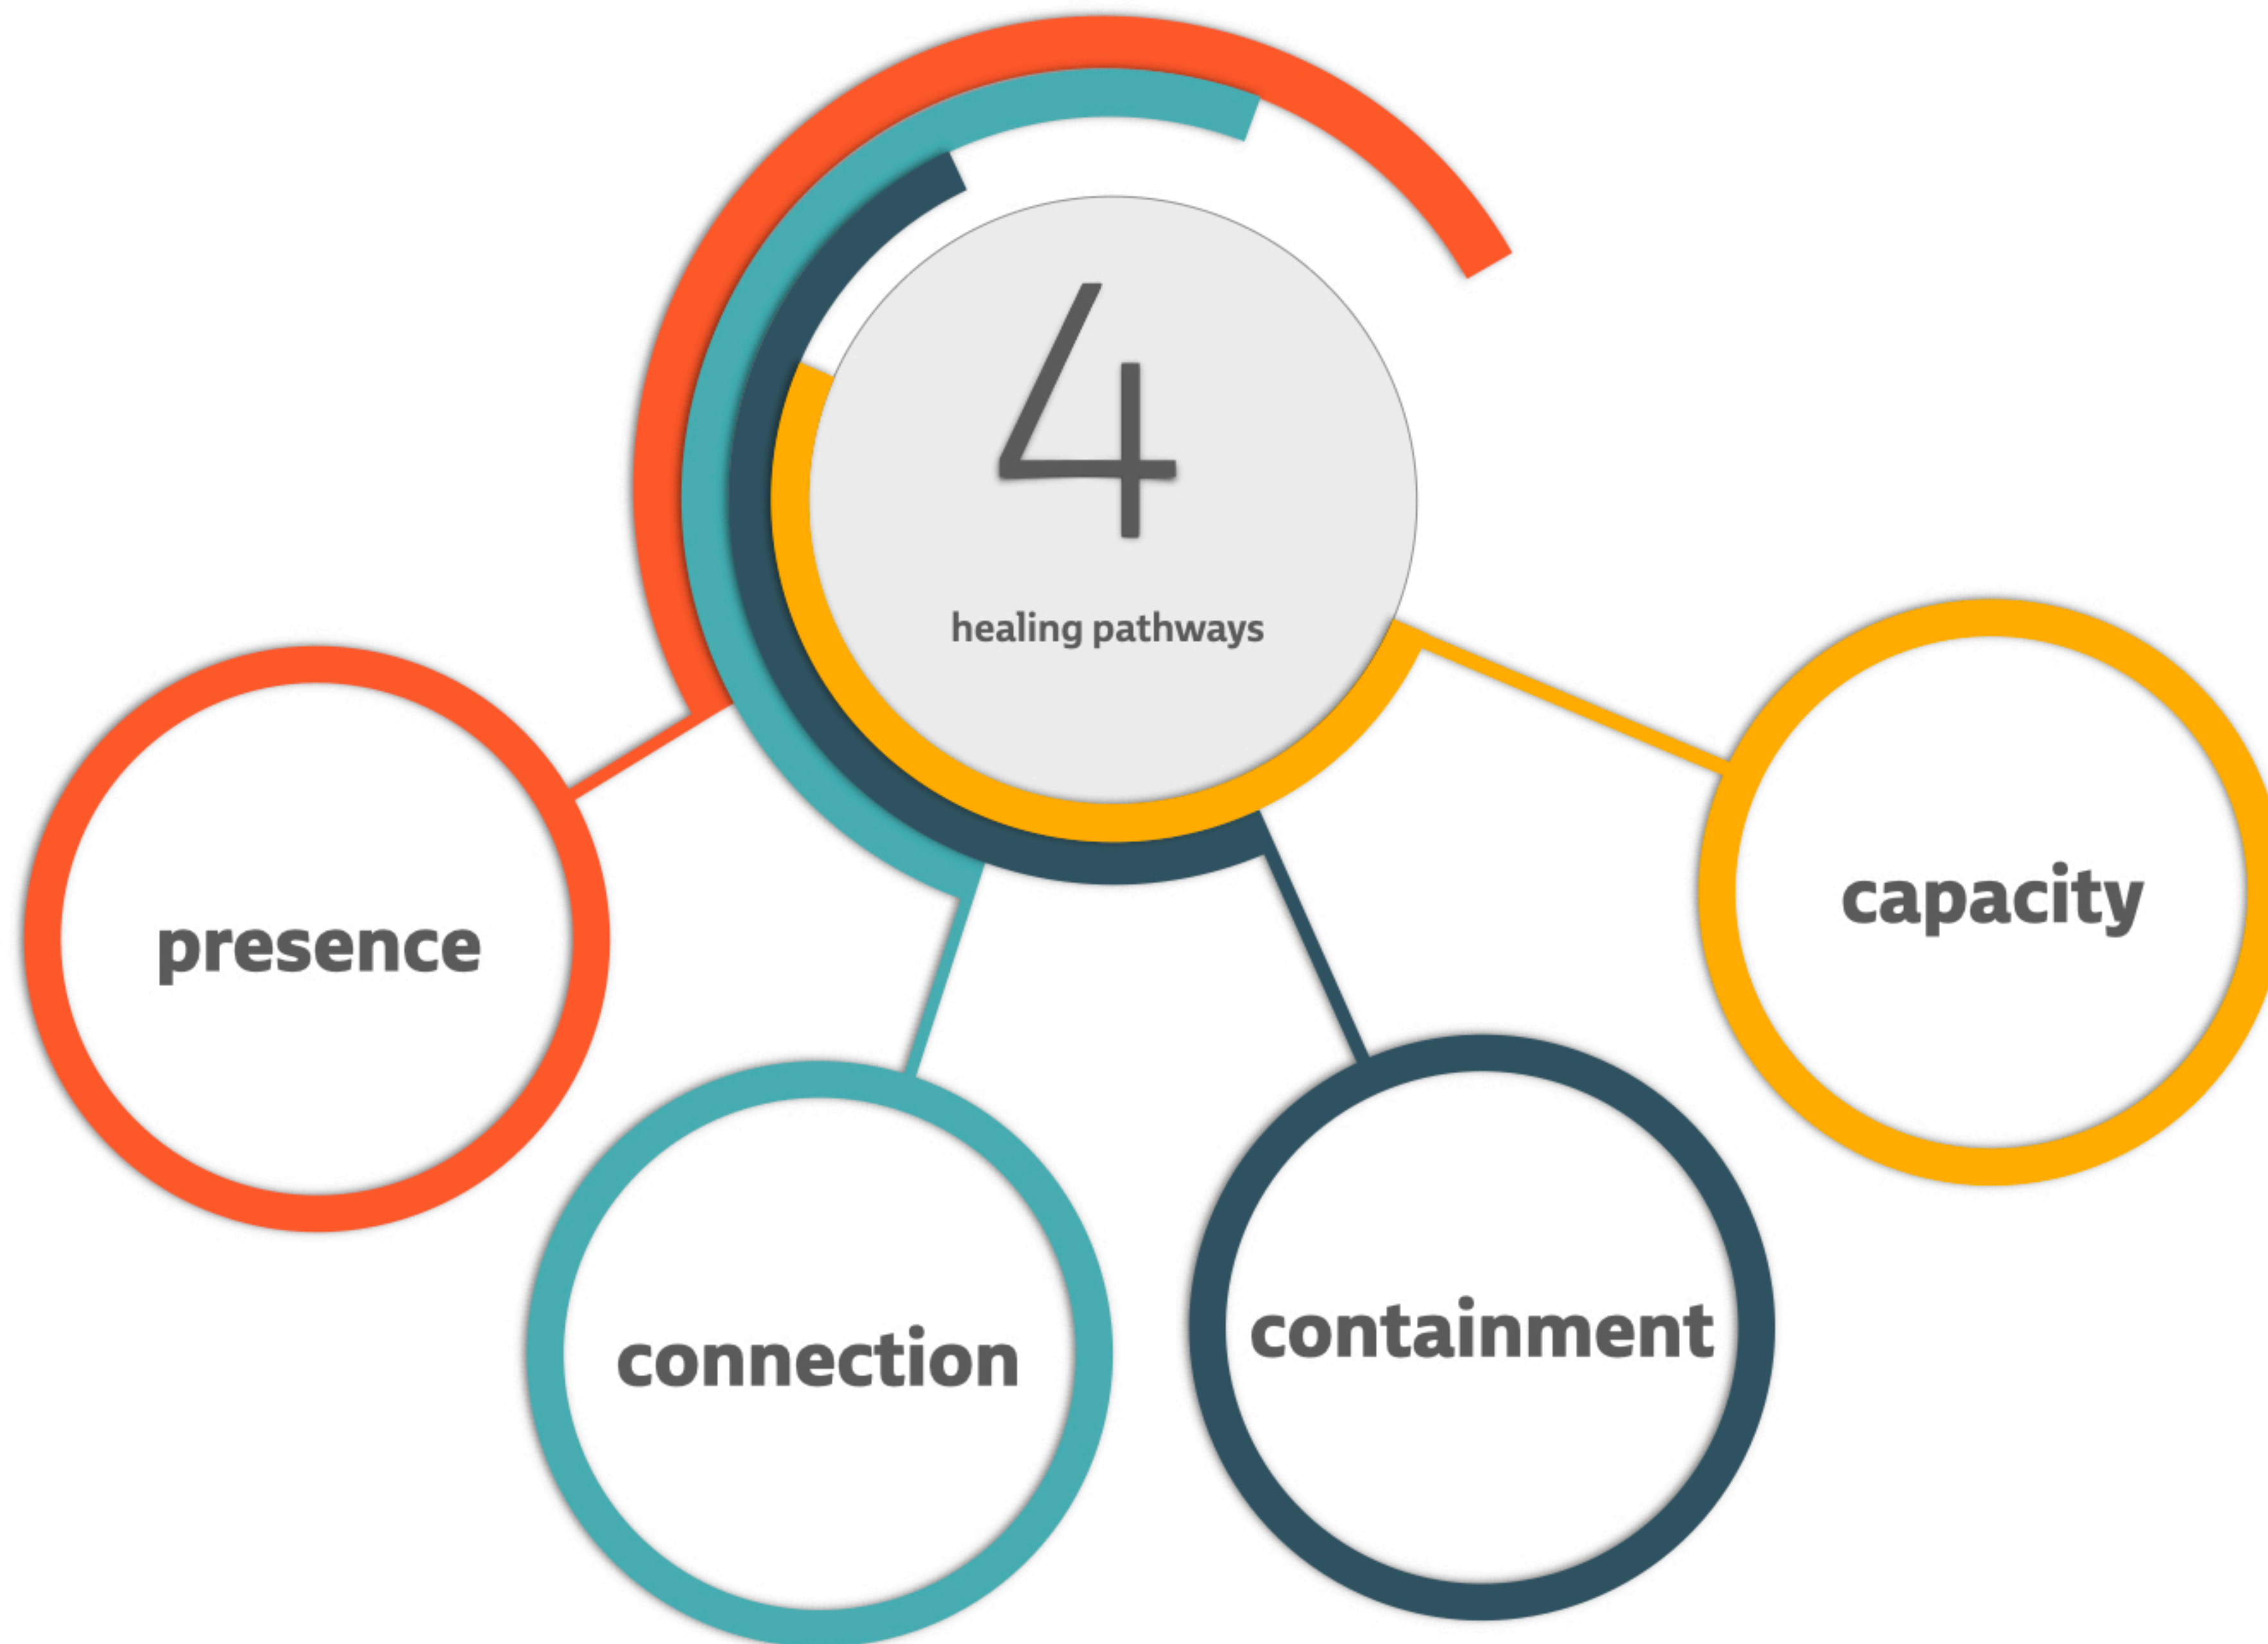 4
healing pathways
presence
connection
containment
capacity